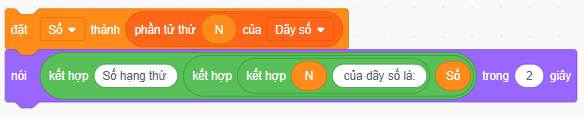 đặt Số thành phần tử thứ N của Dãy số
nói kết hợp Số hạng thứ kết hợp kết hợp N của dãy số là: Số trong 2 giây